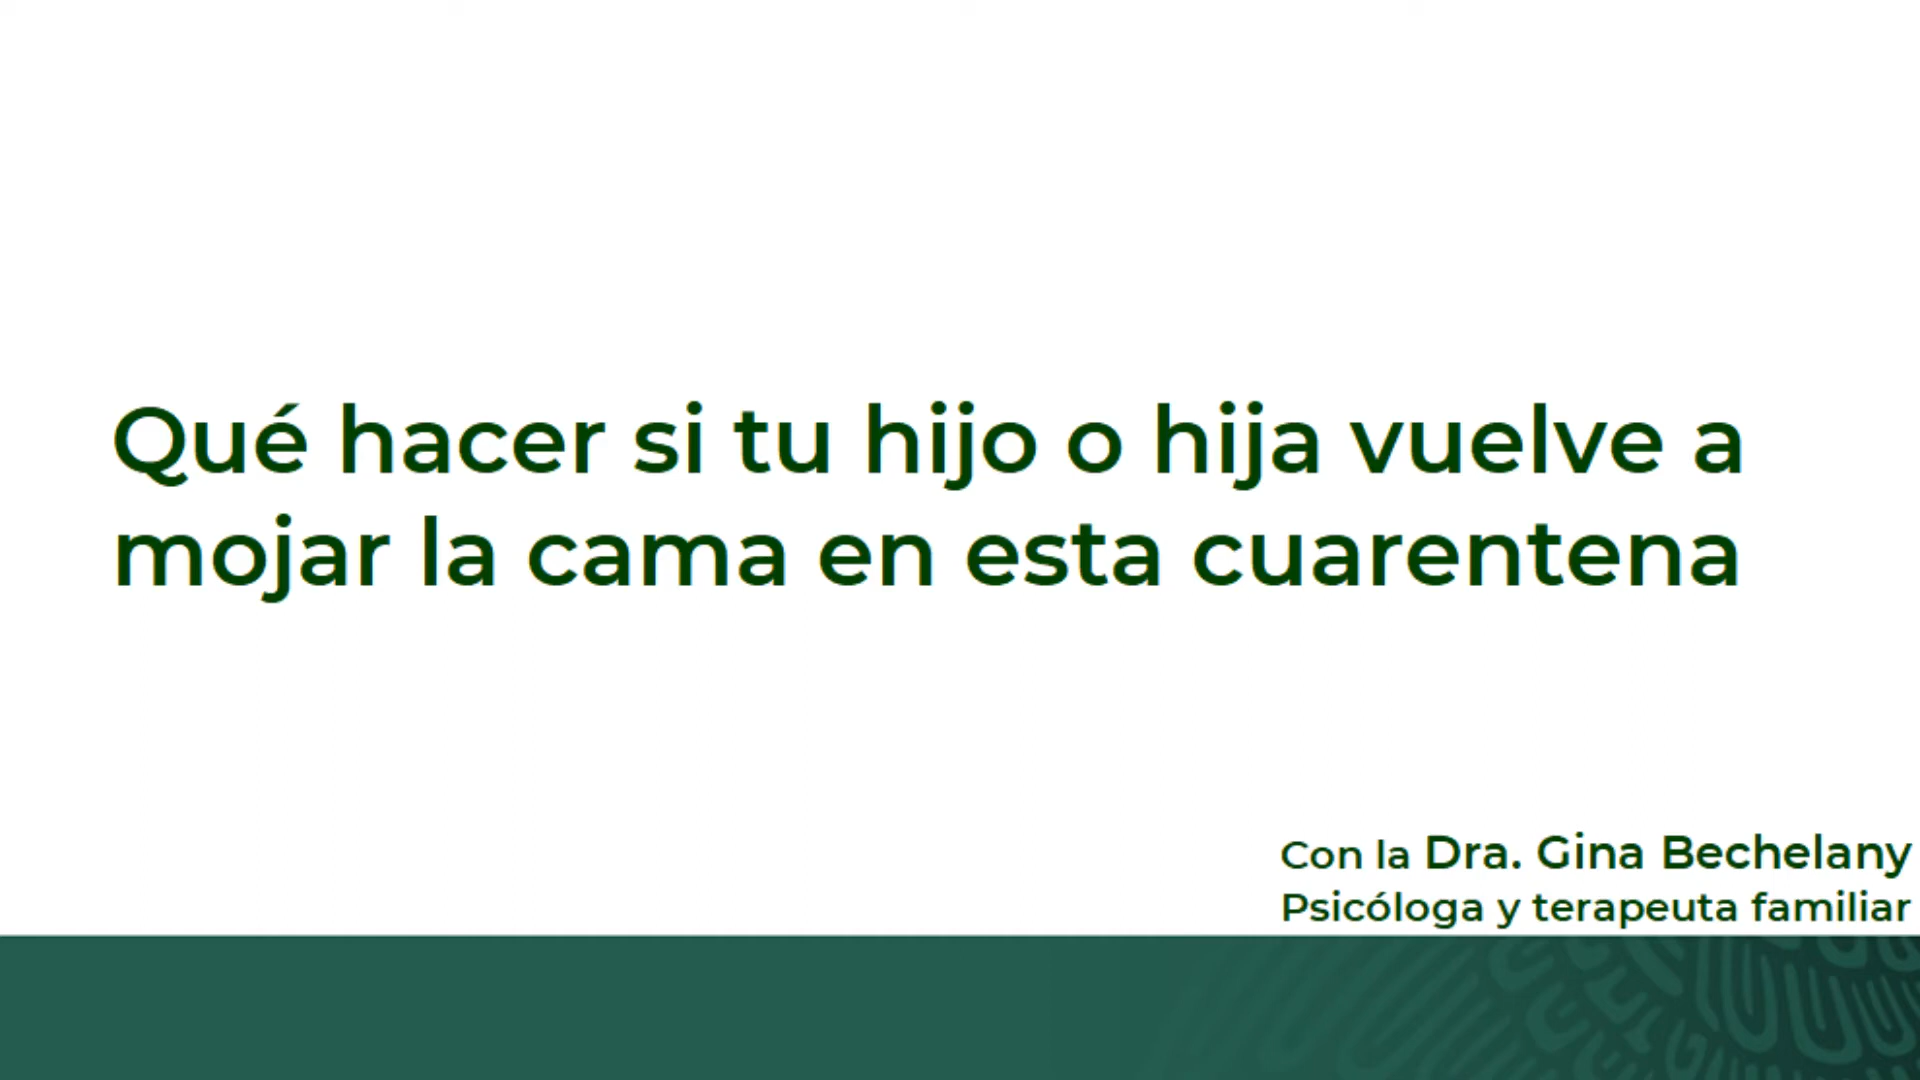 Qué hacer si tu hijo o hija vuelve a
mojar la cama en esta cuarentena
Con la Dra. Gina Bechelany
Psicóloga y terapeuta familiar